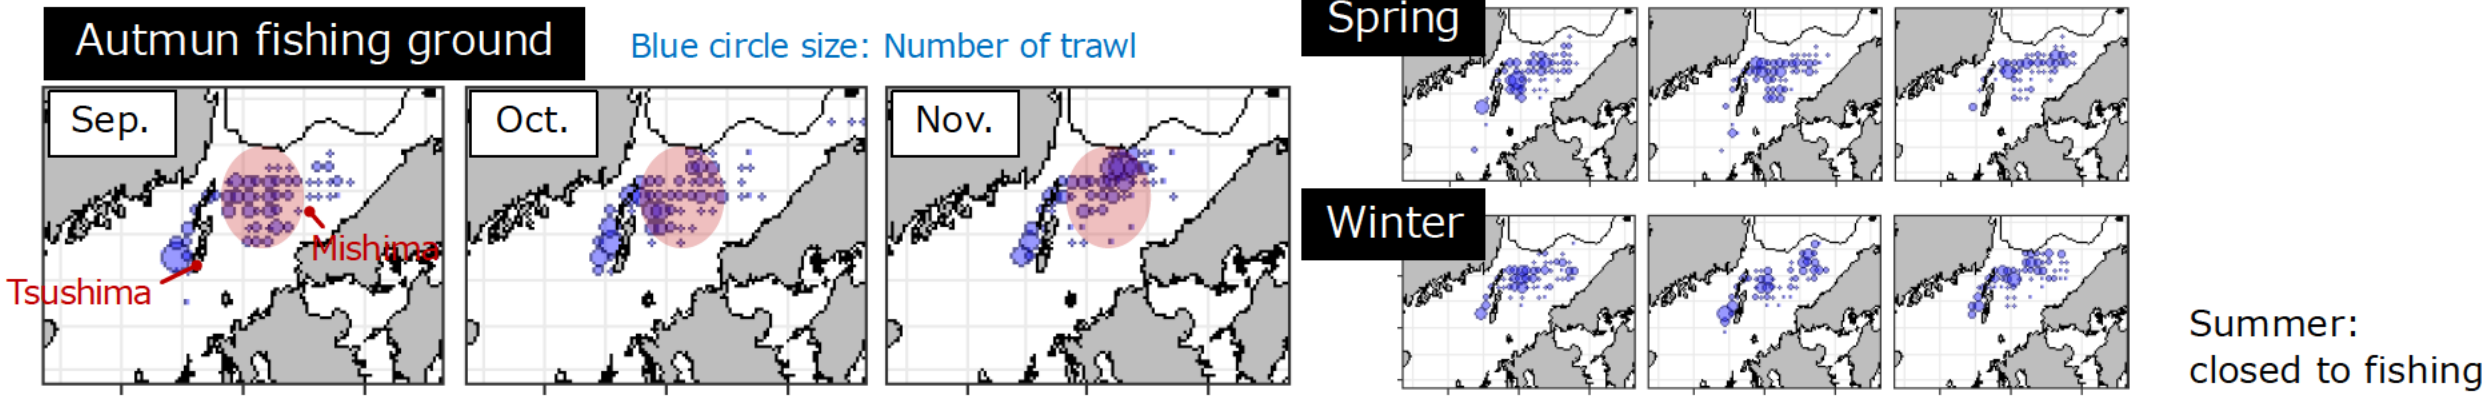 Autmun fishing ground
Blue circle size: Number of trawl
Sep.
Oct.
Nov.
Mishima
Tsushima
Spring
Winter
Summer:
closed to fishing